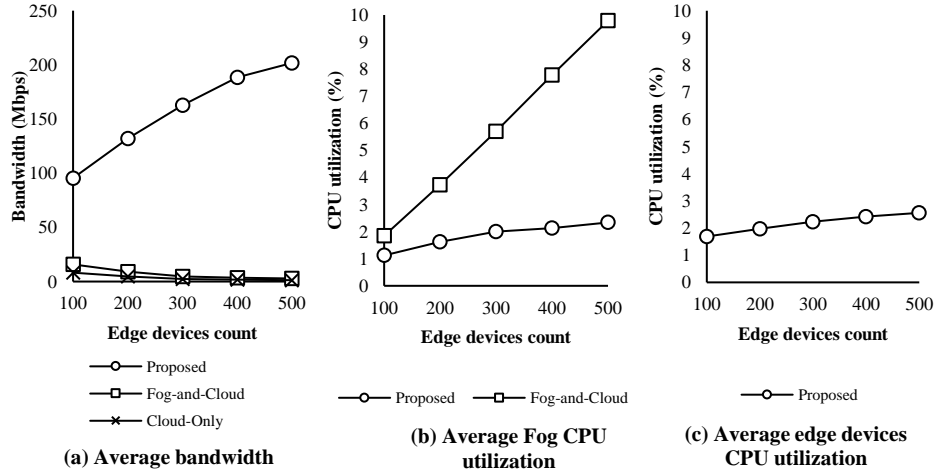 Bandwidth (Mbps)
250
200
150
100
50
0
100 200 300 400 500
Edge devices count
Proposed
Fog-and-Cloud
Cloud-Only
(a) Average bandwidth
CPU utilization (%)
10
9
8
7
6
5
4
3
2
1
0
100 200 300 400 500
Edge devices count
Proposed Fog-and-Cloud
(b) Average Fog CPU
utilization
CPU utilization (%)
10
9
8
7
6
5
4
3
2
1
0
100 200 300 400 500
Edge devices count
Proposed
(c) Average edge devices
CPU utilization